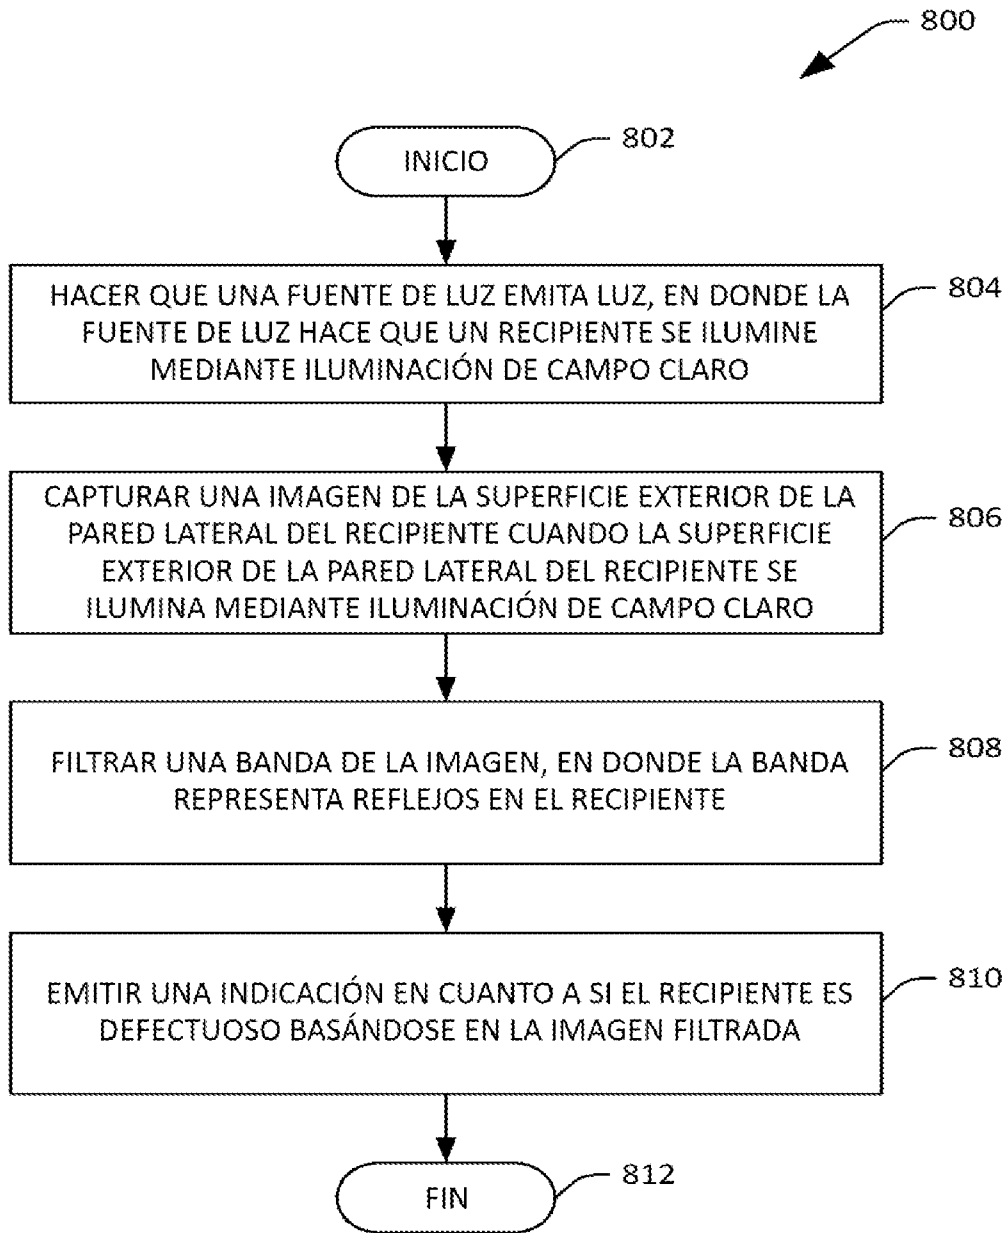 800
INICIO
802
HACER QUE UNA FUENTE DE LUZ EMITA LUZ, EN DONDE LA
FUENTE DE LUZ HACE QUE UN RECIPIENTE SE ILUMINE
MEDIANTE ILUMINACIÓN DE CAMPO CLARO
804
CAPTURAR UNA IMAGEN DE LA SUPERFICIE EXTERIOR DE LA
PARED LATERAL DEL RECIPIENTE CUANDO LA SUPERFICIE
EXTERIOR DE LA PARED LATERAL DEL RECIPIENTE SE
ILUMINA MEDIANTE ILUMINACIÓN DE CAMPO CLARO
806
FILTRAR UNA BANDA DE LA IMAGEN, EN DONDE LA BANDA
REPRESENTA REFLEJOS EN EL RECIPIENTE
808
EMITIR UNA INDICACIÓN EN CUANTO A SI EL RECIPIENTE ES
DEFECTUOSO BASÁNDOSE EN LA IMAGEN FILTRADA
810
FIN
812